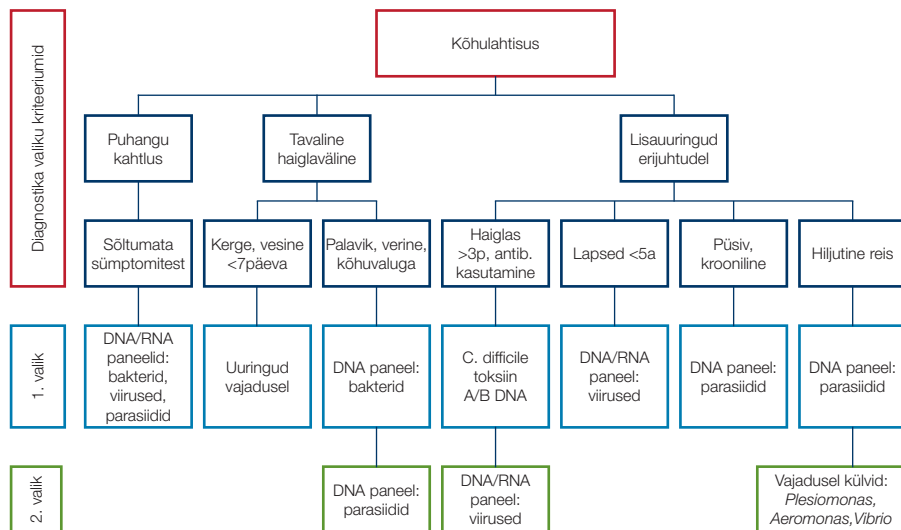 Diagnostika valiku kriteeriumid
Kõhulahtisus
Puhangu
kahtlus
Tavaline
haiglaväline
Lisauuringud
erijuhtudel
Sõltumata
sümptomitest
Kerge, vesine
<7päeva
Palavik, verine,
kõhuvaluga
Haiglas
>3p, antib.
kasutamine
Lapsed <5a
Püsiv,
krooniline
Hiljutine reis
1. valik
DNA/RNA
paneelid:
bakterid,
viirused,
parasiidid
Uuringud
vajadusel
DNA paneel:
bakterid
C. difficile
toksiin
A/B DNA
DNA/RNA
paneel:
viirused
DNA paneel:
parasiidid
DNA paneel:
parasiidid
2. valik
DNA paneel:
parasiidid
DNA/RNA
paneel:
viirused
Vajadusel külvid:
Plesiomonas,
Aeromonas,Vibrio